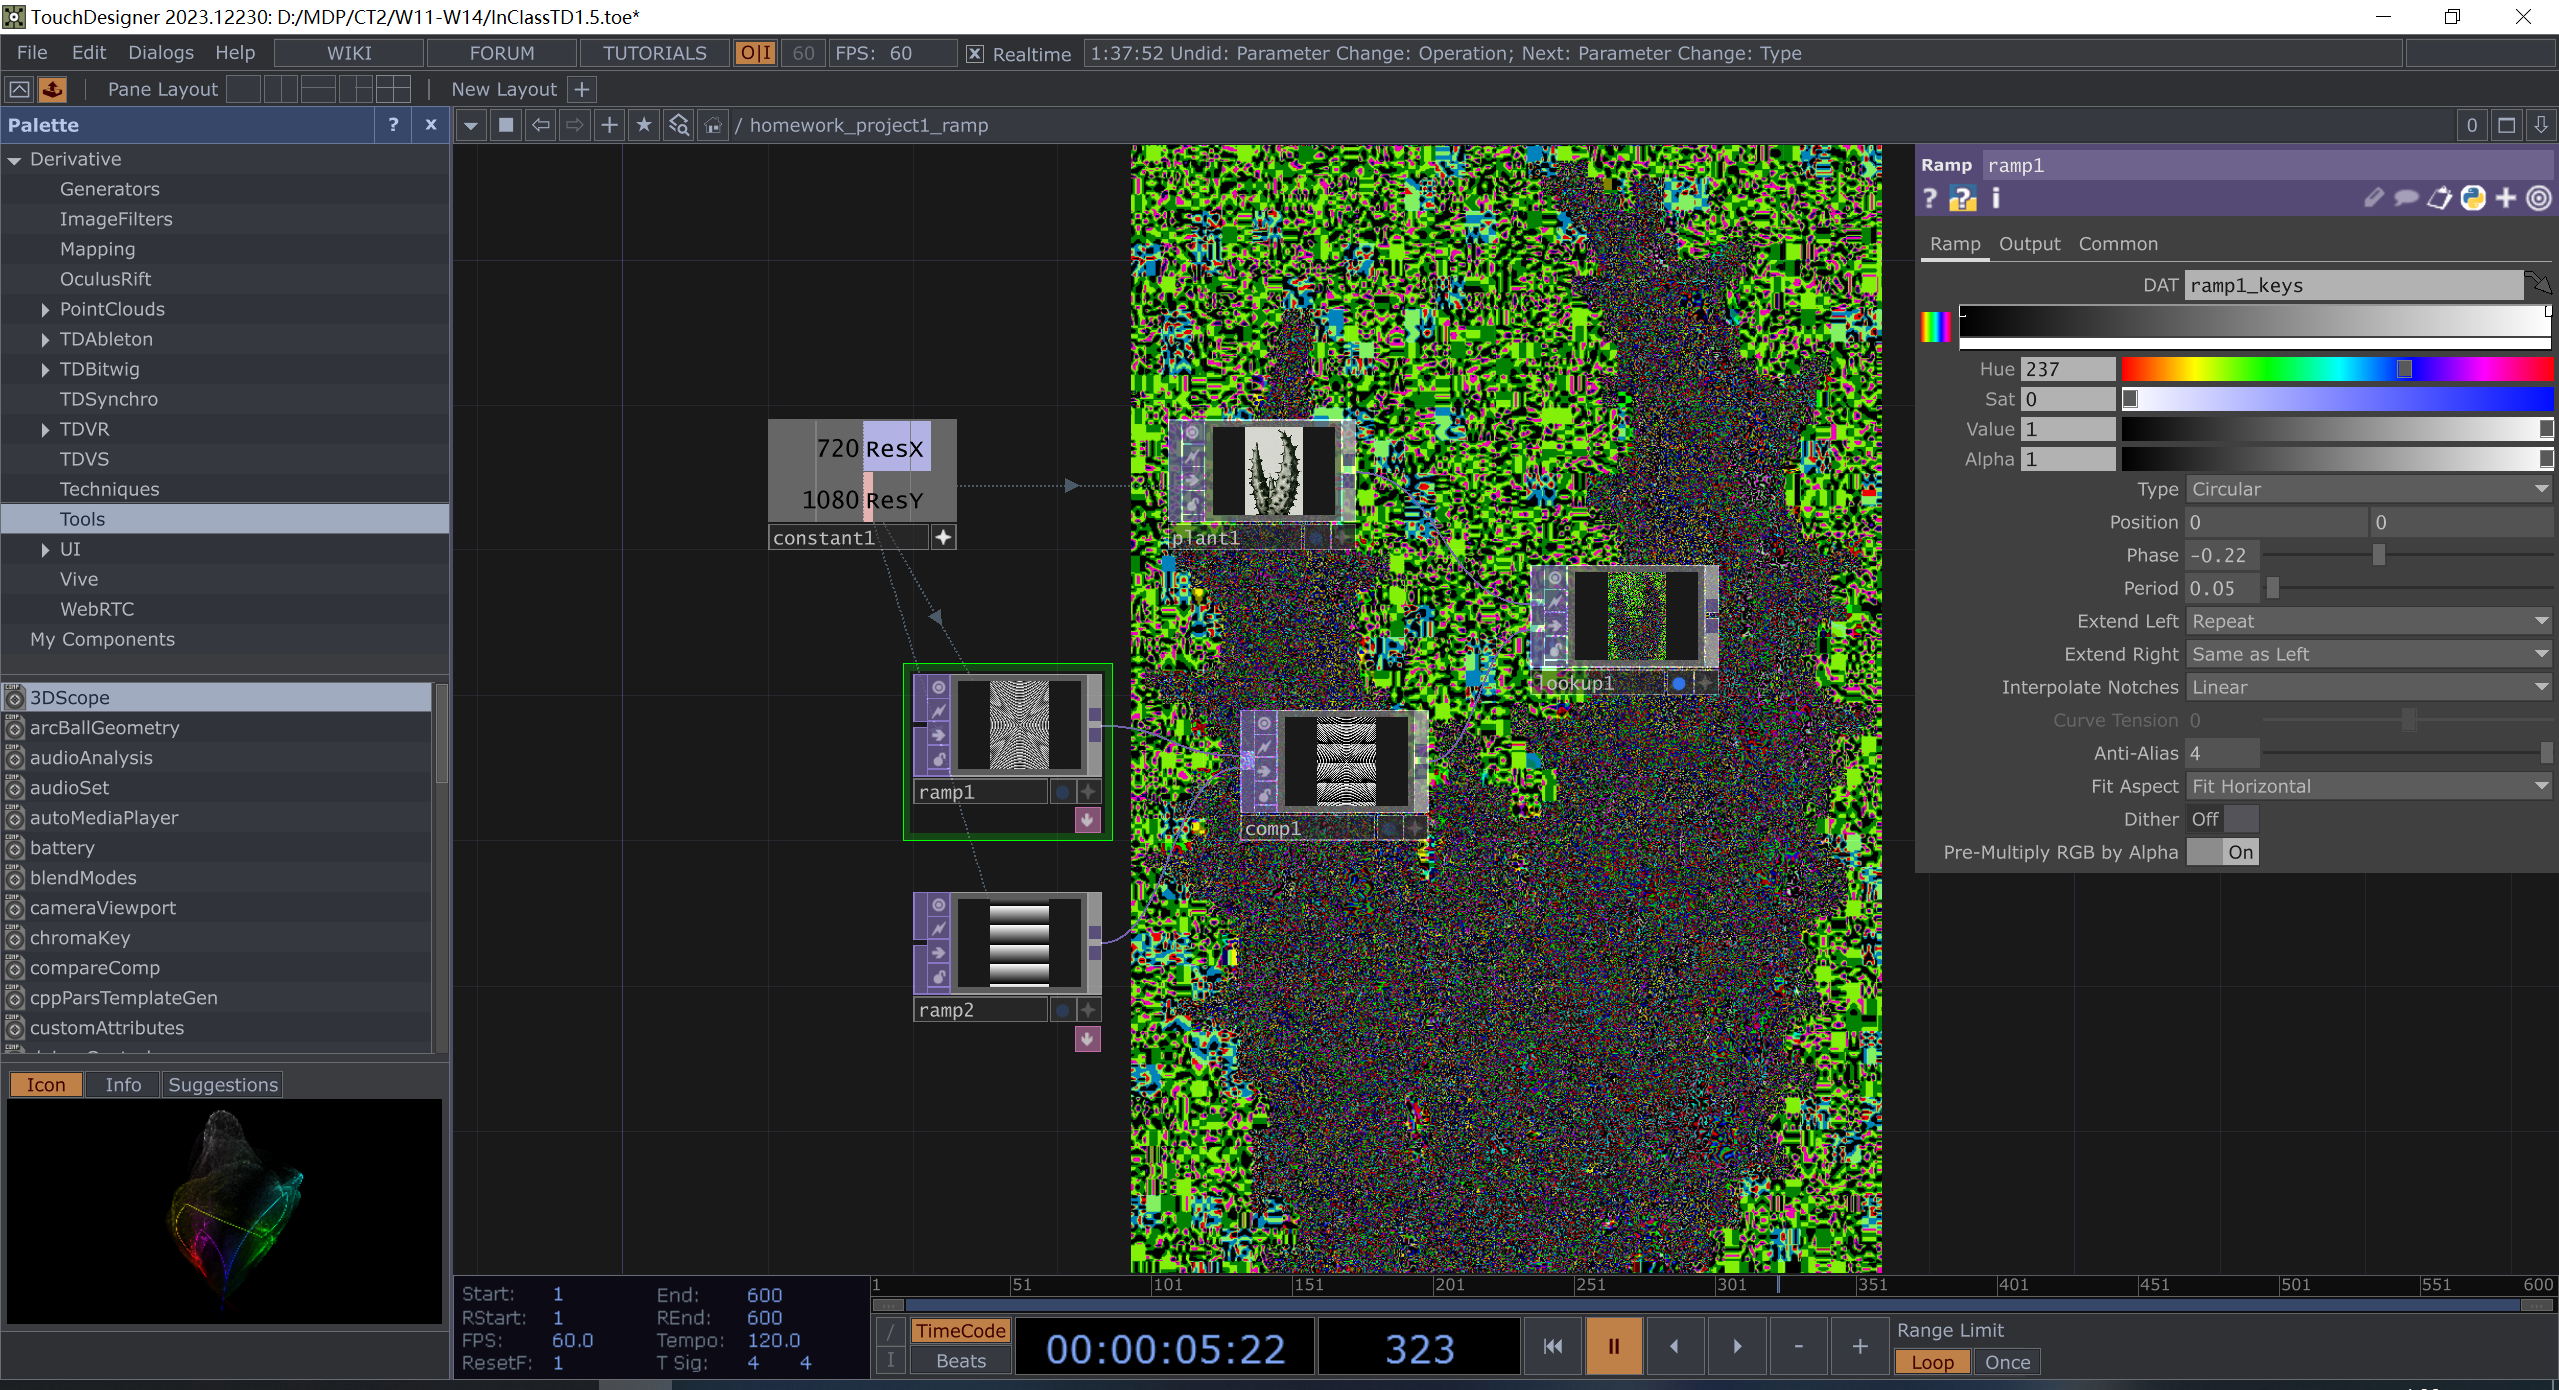 TouchDesigner 2023.12230: D:/MDP/CT2/W11-W14/InClassTD1.5.toe*
File Edit Dialogs Help WIKI FORUM TUTORIALS O|I 60 FPS: 60 Realtime 1:37:52 Undid: Parameter Change: Operation; Next: Parameter Change: Type
Pane Layout New Layout +
Palette ? x
/ homework_project1_ramp 0
Derivative
Generators
ImageFilters
Mapping
OculusRift
PointClouds
TDAbleton
TDBitwig
TDSynchro
TDVR
TDVS
Techniques
Tools
UI
Vive
WebRTC
My Components
3DScope
arcBallGeometry
audioAnalysis
audioSet
autoMediaPlayer
battery
blendModes
cameraViewport
chromaKey
compareComp
cppParsTemplateGen
customAttributes
Icon Info Suggestions
720 ResX
1080 ResY
constant1
plant1
lookup1
ramp1
comp1
ramp2
Ramp ramp1
? ? i
Ramp Output Common
DAT ramp1_keys
Hue 237
Sat 0
Value 1
Alpha 1
Type Circular
Position 0 0
Phase -0.22
Period 0.05
Extend Left Repeat
Extend Right Same as Left
Interpolate Notches Linear
Curve Tension 0
Anti-Alias 4
Fit Aspect Fit Horizontal
Dither Off
Pre-Multiply RGB by Alpha On
Start: 1 End: 600
RStart: 1 REnd: 600
FPS: 60.0 Tempo: 120.0
ResetF: 1 T Sig: 4 4
1 51 101 151 201 251 301 351 401 451 501 551 600
/ TimeCode
I Beats
00:00:05:22 323
- +
Range Limit
Loop Once